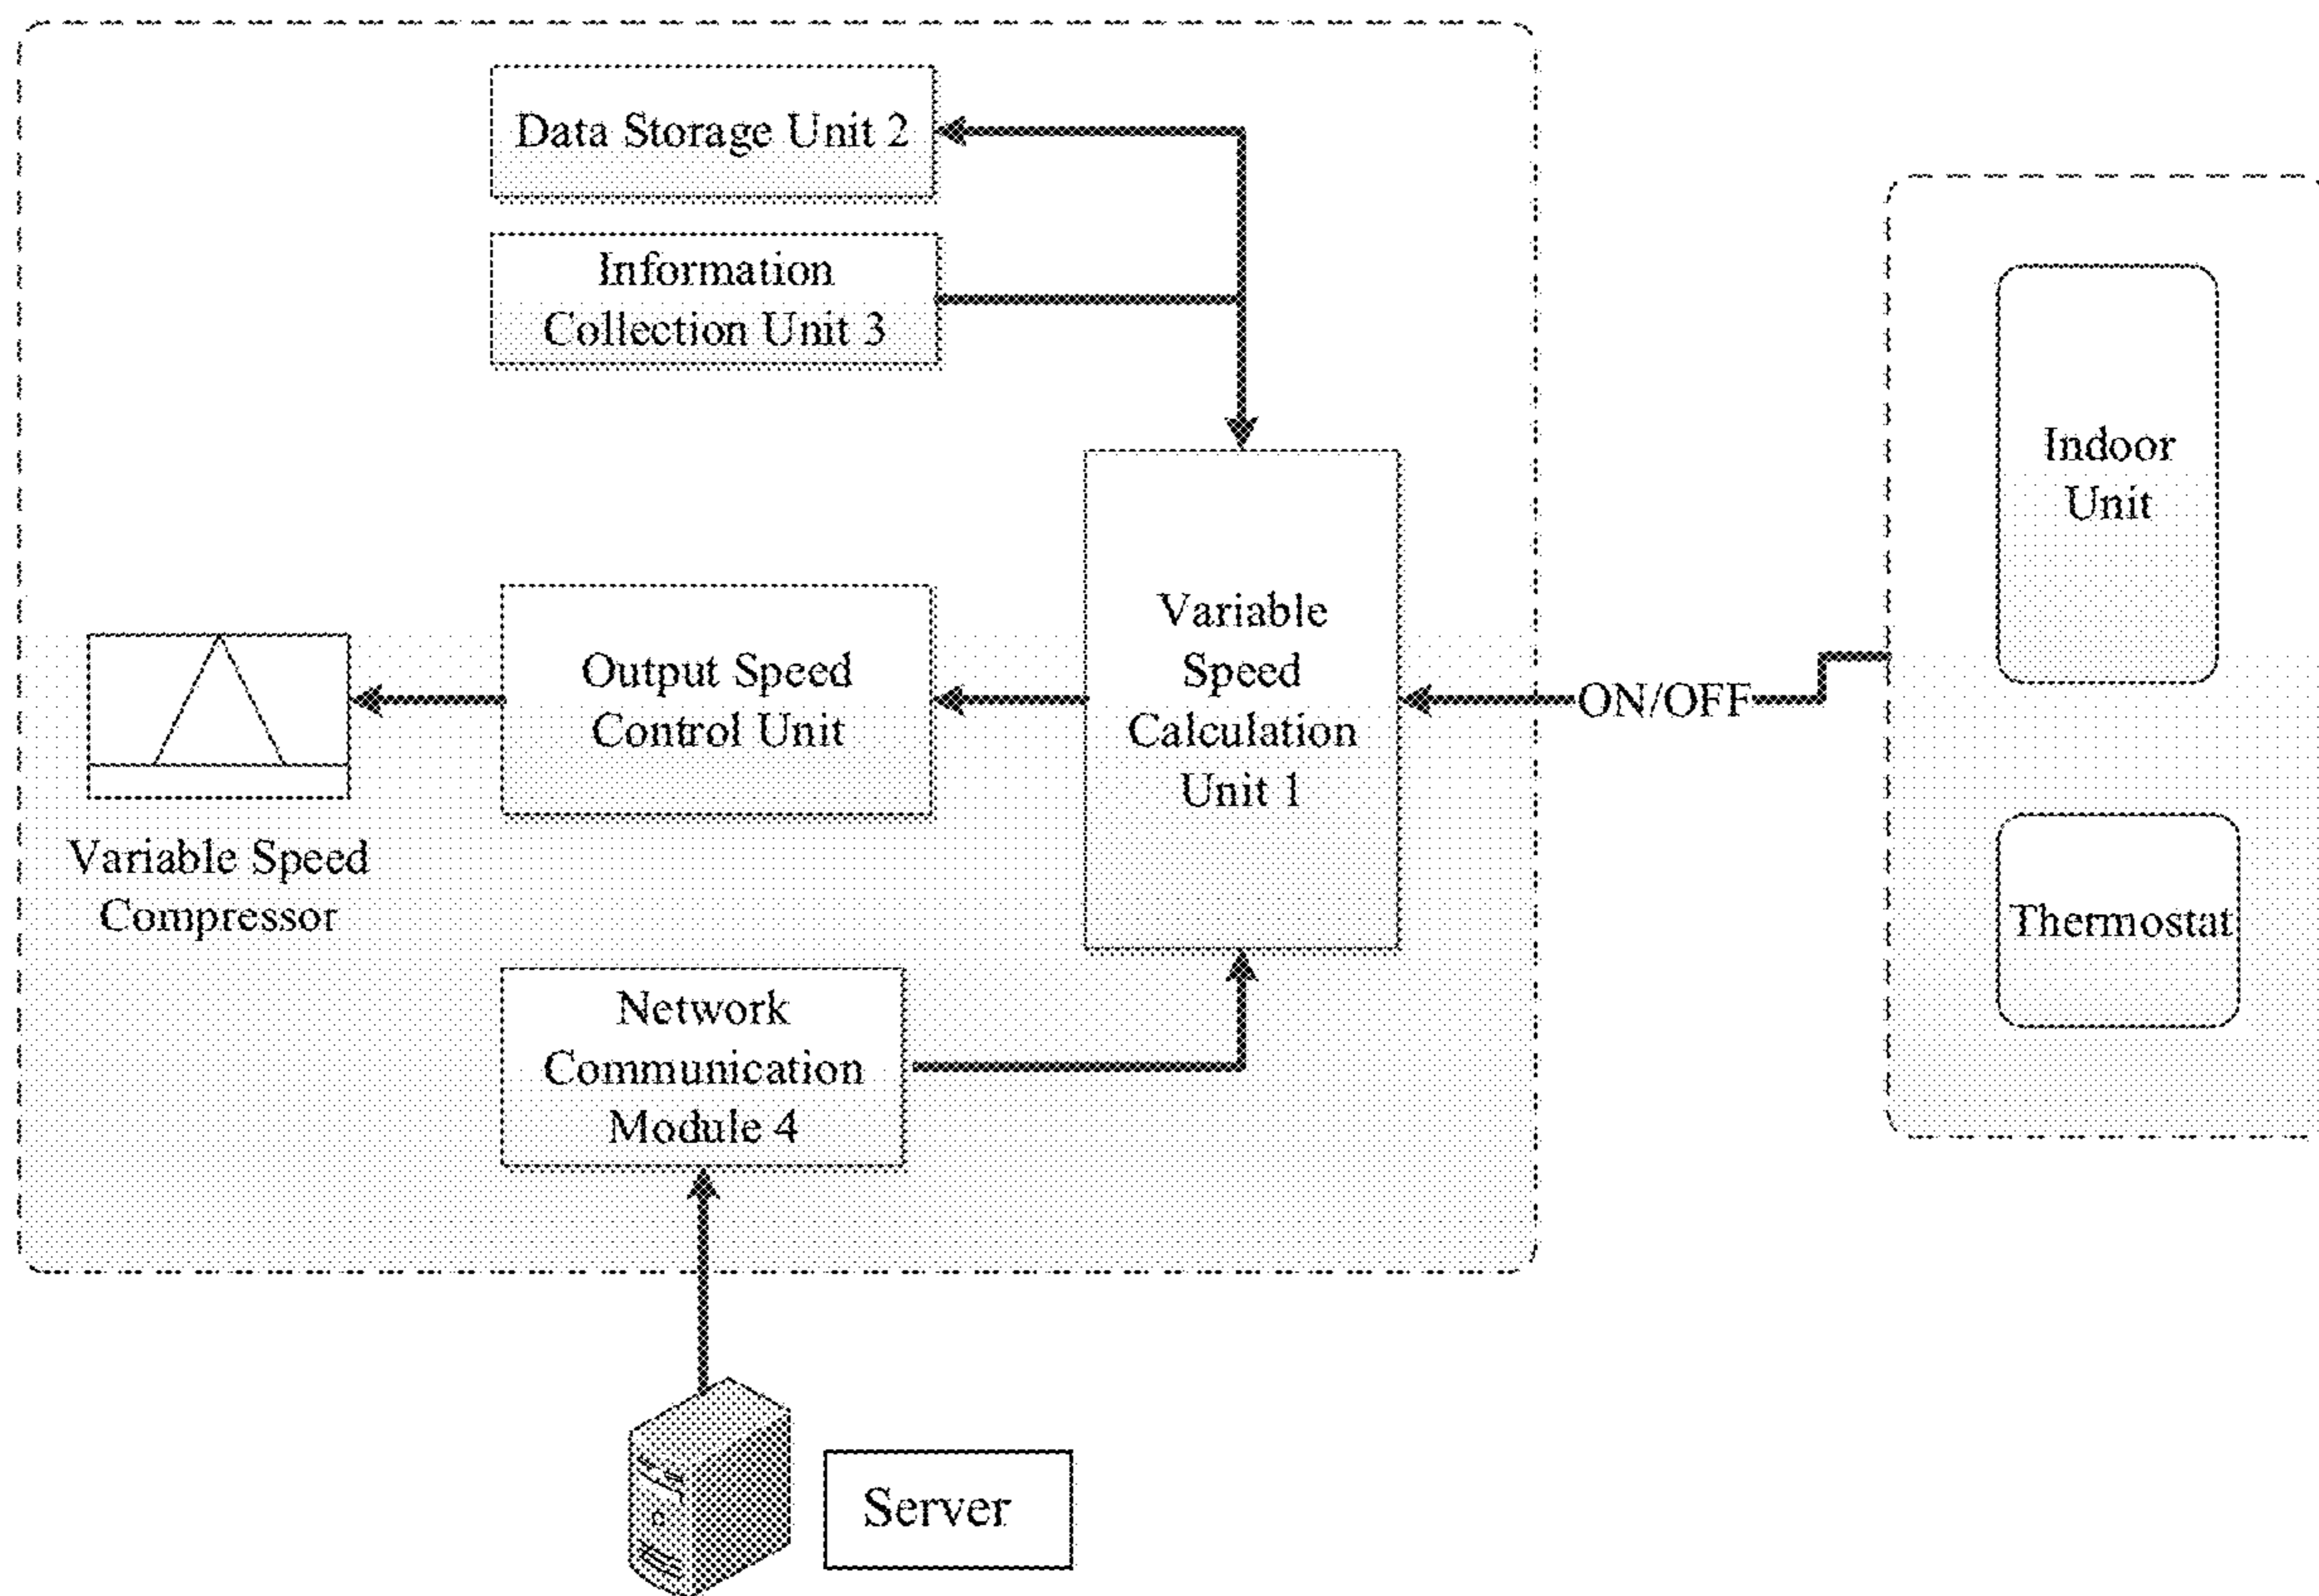 Data Storage Unit 2
Information
Collection Unit 3
Indoor
Unit
Variable
Speed
Calculation
Unit 1
Output Speed
Control Unit
ON/OFF
Variable Speed
Compressor
Thermostat
Network
Communication
Module 4
Server